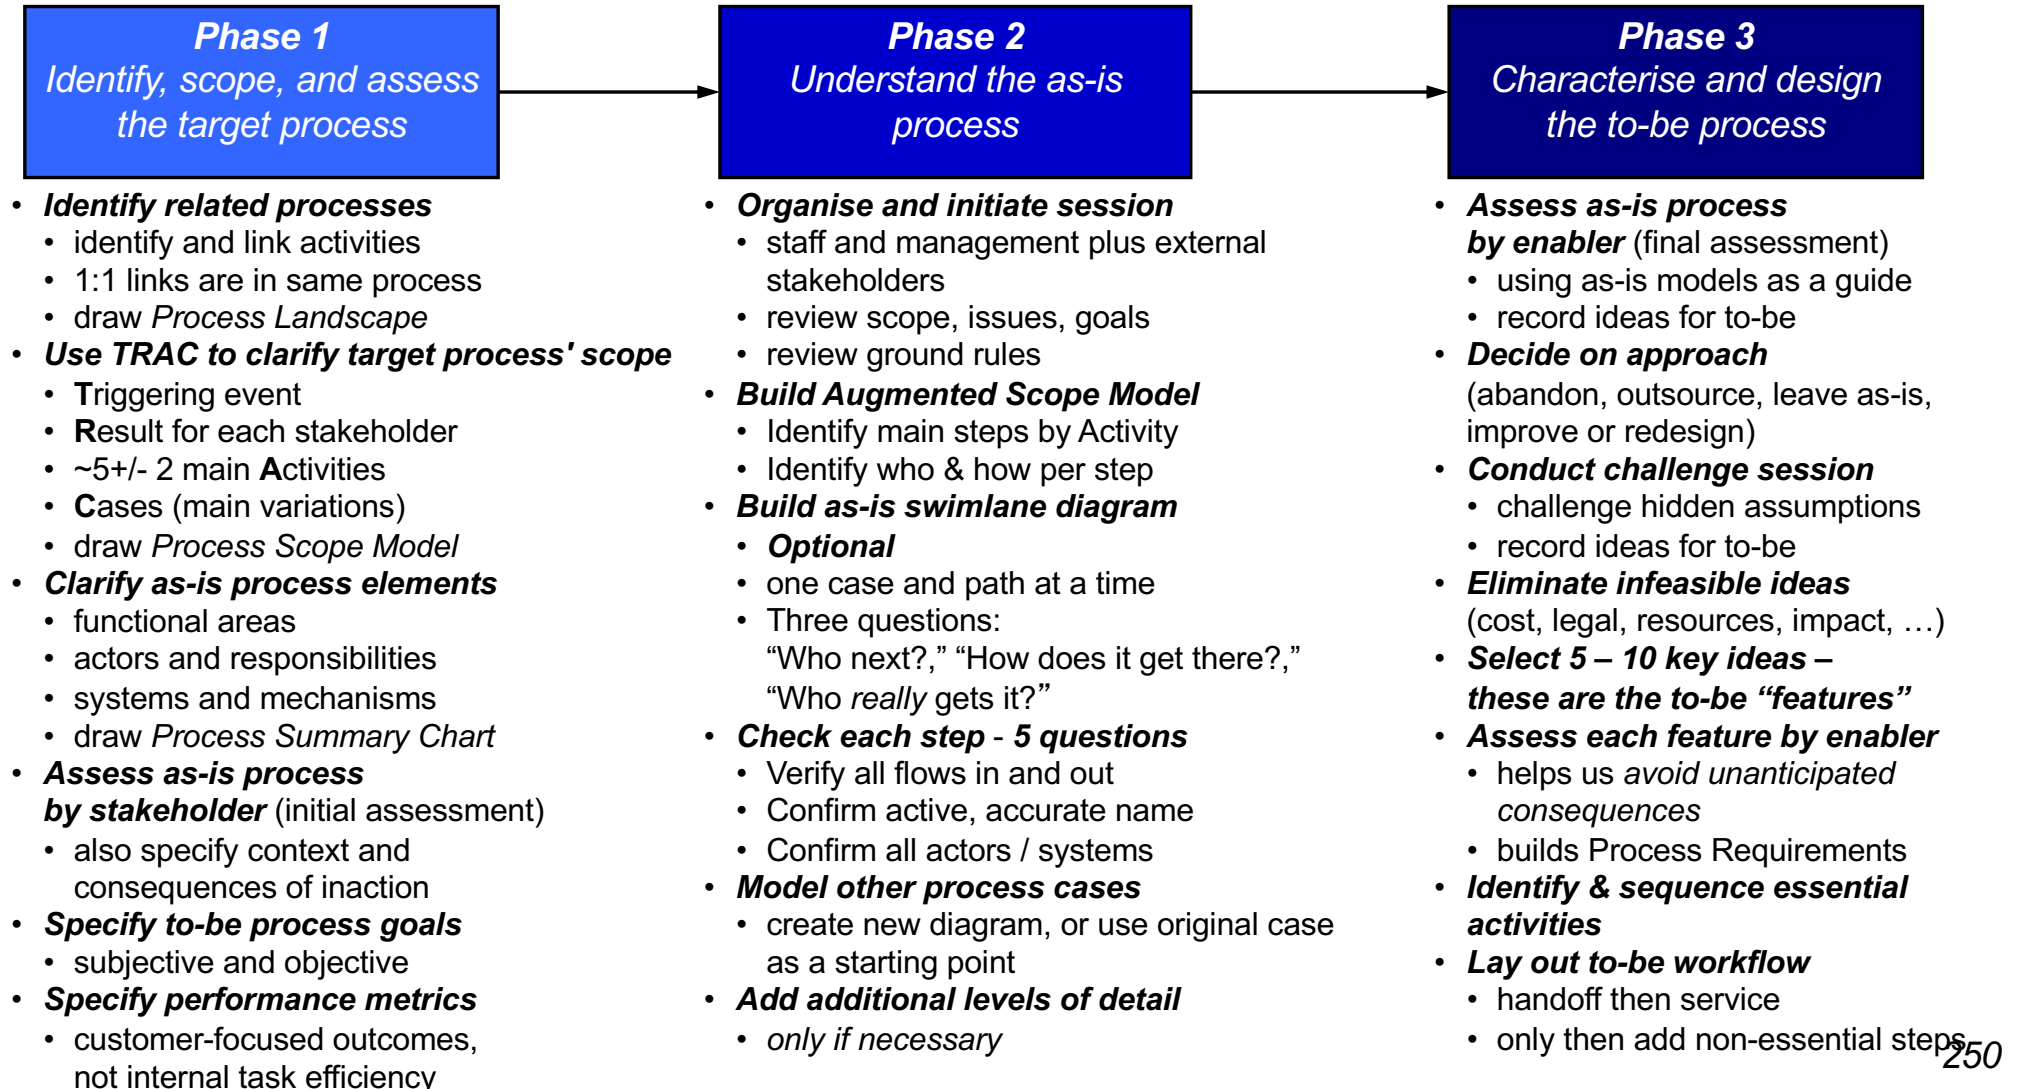 Phase 1
Identify, scope, and assess
the target process
• Identify related processes
• identify and link activities
• 1:1 links are in same process
• draw Process Landscape
• Use TRAC to clarify target process' scope
• Triggering event
• Result for each stakeholder
• ~5+/- 2 main Activities
• Cases (main variations)
• draw Process Scope Model
• Clarify as-is process elements
• functional areas
• actors and responsibilities
• systems and mechanisms
• draw Process Summary Chart
• Assess as-is process
by stakeholder (initial assessment)
• also specify context and
consequences of inaction
• Specify to-be process goals
• subjective and objective
• Specify performance metrics
• customer-focused outcomes,
not internal task efficiency
Phase 2
Understand the as-is
process
• Organise and initiate session
• staff and management plus external
stakeholders
• review scope, issues, goals
• review ground rules
• Build Augmented Scope Model
• Identify main steps by Activity
• Identify who & how per step
• Build as-is swimlane diagram
• Optional
• one case and path at a time
• Three questions:
“Who next?,” “How does it get there?,”
“Who really gets it?”
• Check each step - 5 questions
• Verify all flows in and out
• Confirm active, accurate name
• Confirm all actors / systems
• Model other process cases
• create new diagram, or use original case
as a starting point
• Add additional levels of detail
• only if necessary
Phase 3
Characterise and design
the to-be process
• Assess as-is process
by enabler (final assessment)
• using as-is models as a guide
• record ideas for to-be
• Decide on approach
(abandon, outsource, leave as-is,
improve or redesign)
• Conduct challenge session
• challenge hidden assumptions
• record ideas for to-be
• Eliminate infeasible ideas
(cost, legal, resources, impact, …)
• Select 5 – 10 key ideas –
these are the to-be “features”
• Assess each feature by enabler
• helps us avoid unanticipated
consequences
• builds Process Requirements
• Identify & sequence essential
activities
• Lay out to-be workflow
• handoff then service
• only then add non-essential steps
250